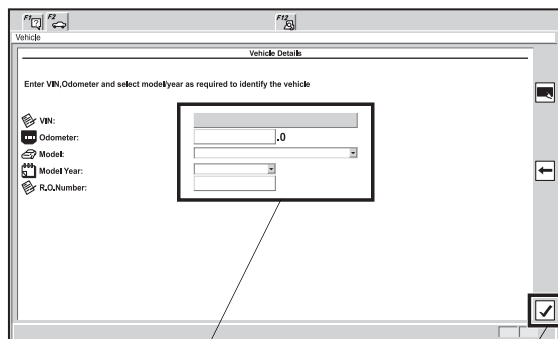 F1 F2 F12
Vehicle
Vehicle Details
Enter VIN,Odometer and select model/year as required to identify the vehicle
VIN:
Odometer: .0
Model:
Model Year:
R.O.Number: